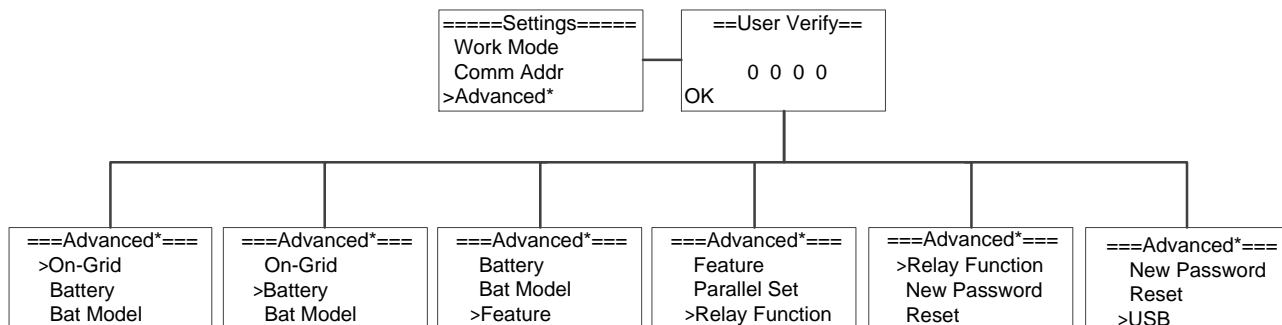 =====Settings=====
Work Mode
Comm Addr
>Advanced*
==User Verify==
0 0 0 0
OK
===Advanced*===
>On-Grid
Battery
Bat Model
===Advanced*===
On-Grid
>Battery
Bat Model
===Advanced*===
Battery
Bat Model
>Feature
===Advanced*===
Feature
Parallel Set
>Relay Function
===Advanced*===
>Relay Function
New Password
Reset
===Advanced*===
New Password
Reset
>USB